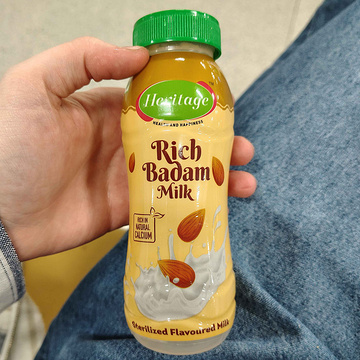 Heritage
HEALTH AND HAPPINESS
Rich
Badam
Milk
RICH IN
NATURAL
CALCIUM
Sterilized Flavoured Milk